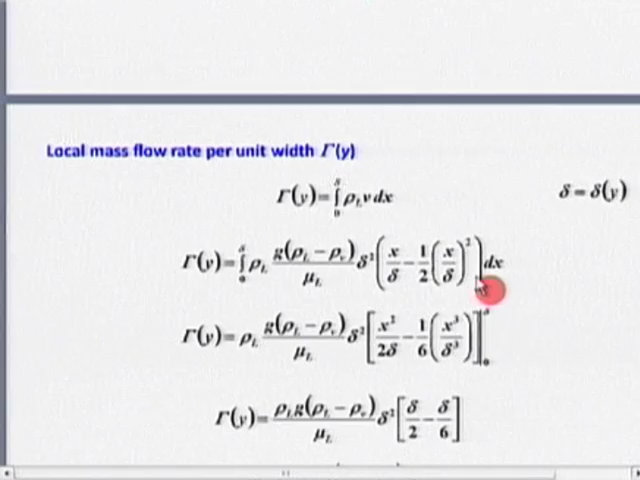 Local mass flow rate per unit width Γ(y)
Γ(y) = ∫₀^δ ρ_L v dx    δ = δ(y)
Γ(y) = ∫₀^δ ρ_L g(ρ_L − ρ_v)/μ_L δ² (x/δ − 1/2 (x/δ)²) dx
Γ(y) = ρ_L g(ρ_L − ρ_v)/μ_L δ² [x²/2δ − 1/6 (x³/δ³)]₀^δ
Γ(y) = ρ_L g(ρ_L − ρ_v)/μ_L δ² [δ/2 − δ/6]